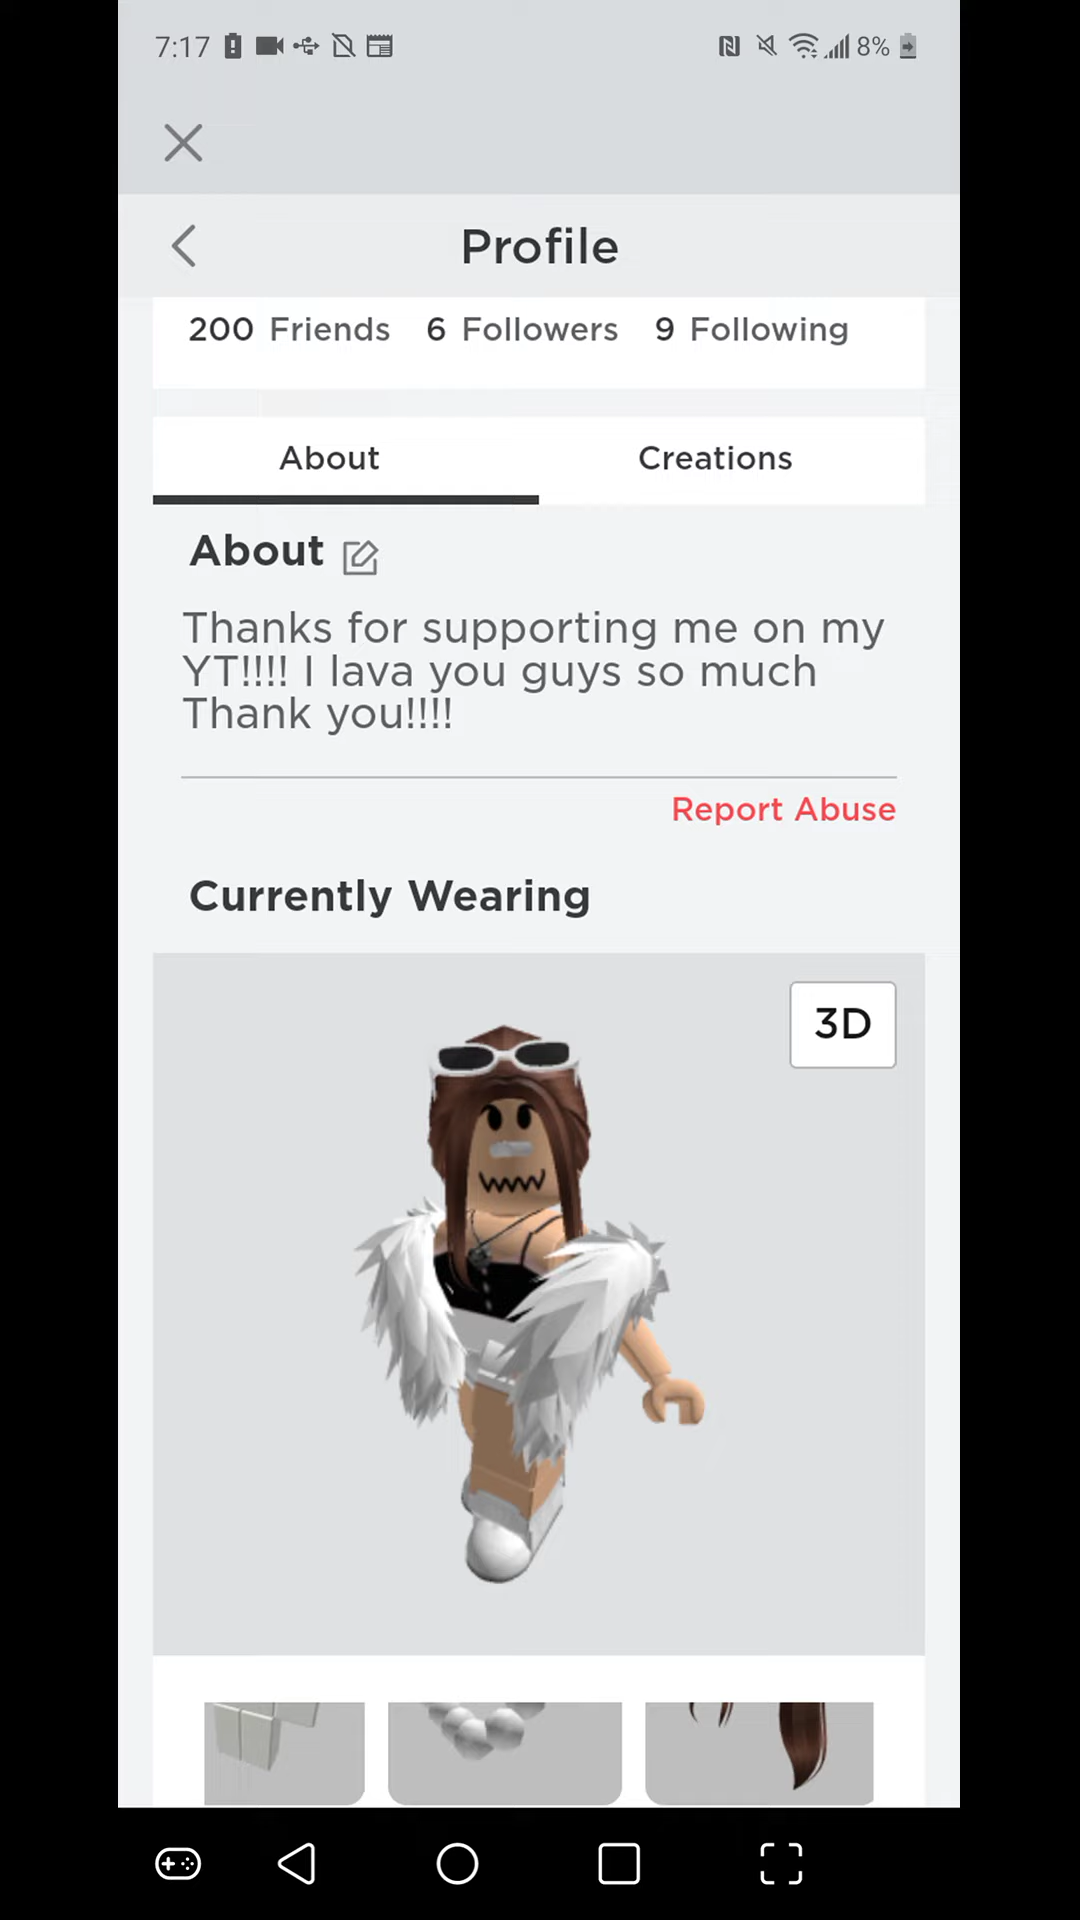 7:17 8%
Profile
200 Friends 6 Followers 9 Following
About Creations
About
Thanks for supporting me on my
YT!!!! I lava you guys so much
Thank you!!!!
Report Abuse
Currently Wearing
3D